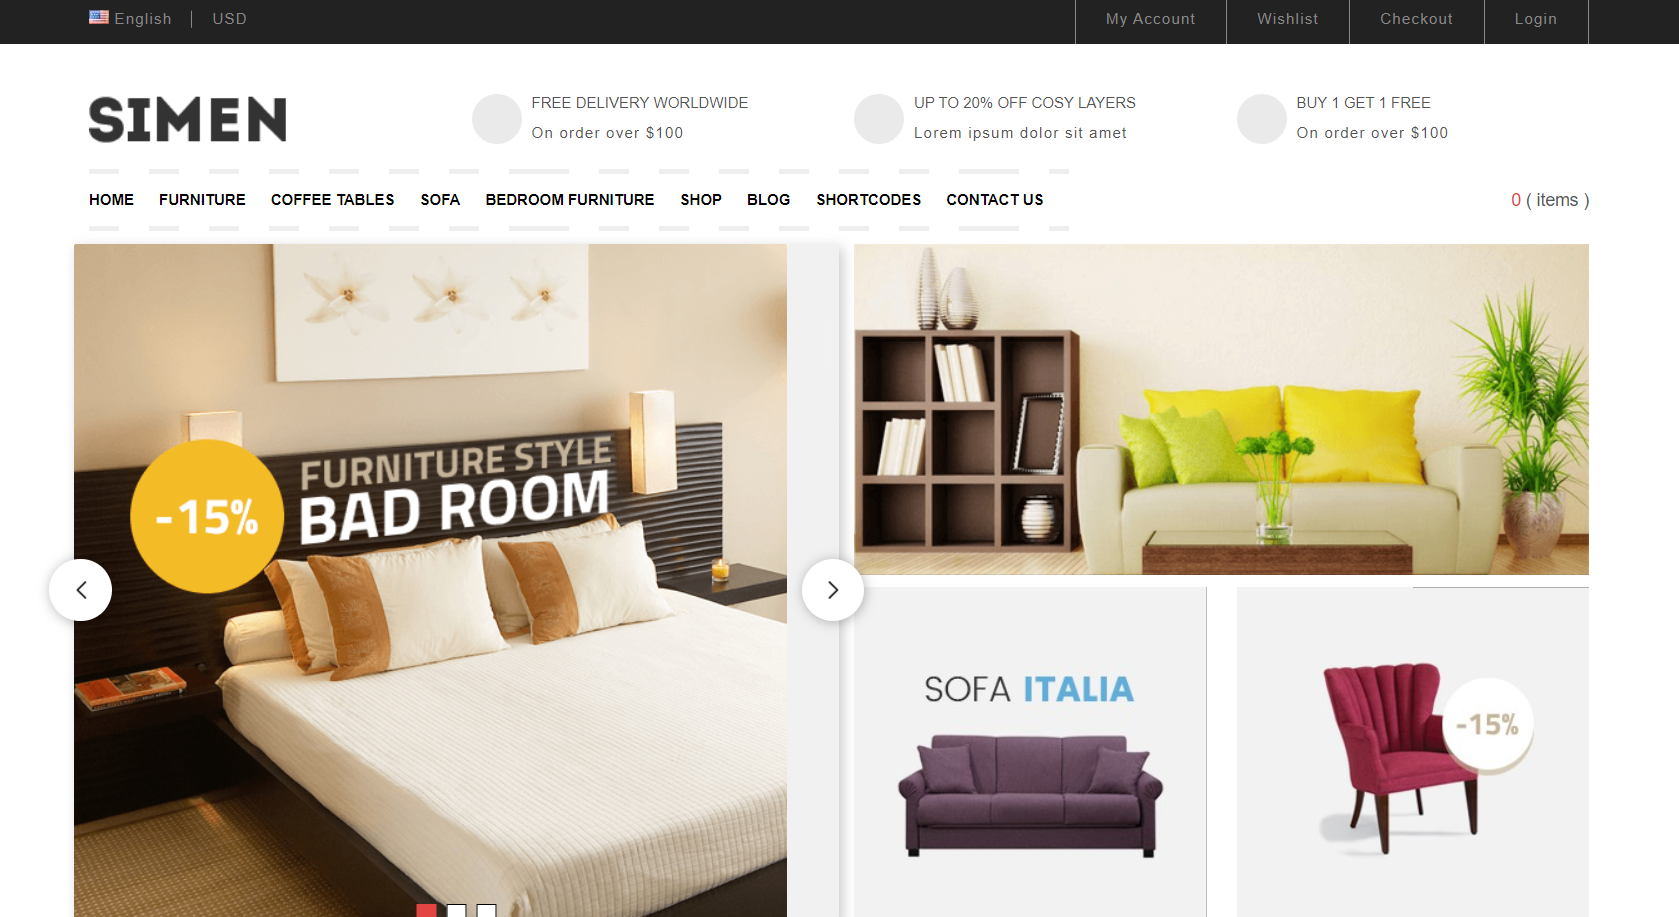 English
USD
My Account
Wishlist
Checkout
Login
SIMEN
FREE DELIVERY WORLDWIDE
On order over $100
UP TO 20% OFF COSY LAYERS
Lorem ipsum dolor sit amet
BUY 1 GET 1 FREE
On order over $100
HOME
FURNITURE
COFFEE TABLES
SOFA
BEDROOM FURNITURE
SHOP
BLOG
SHORTCODES
CONTACT US
0 ( items )
FURNITURE STYLE
BAD ROOM
-15%
SOFA ITALIA
-15%